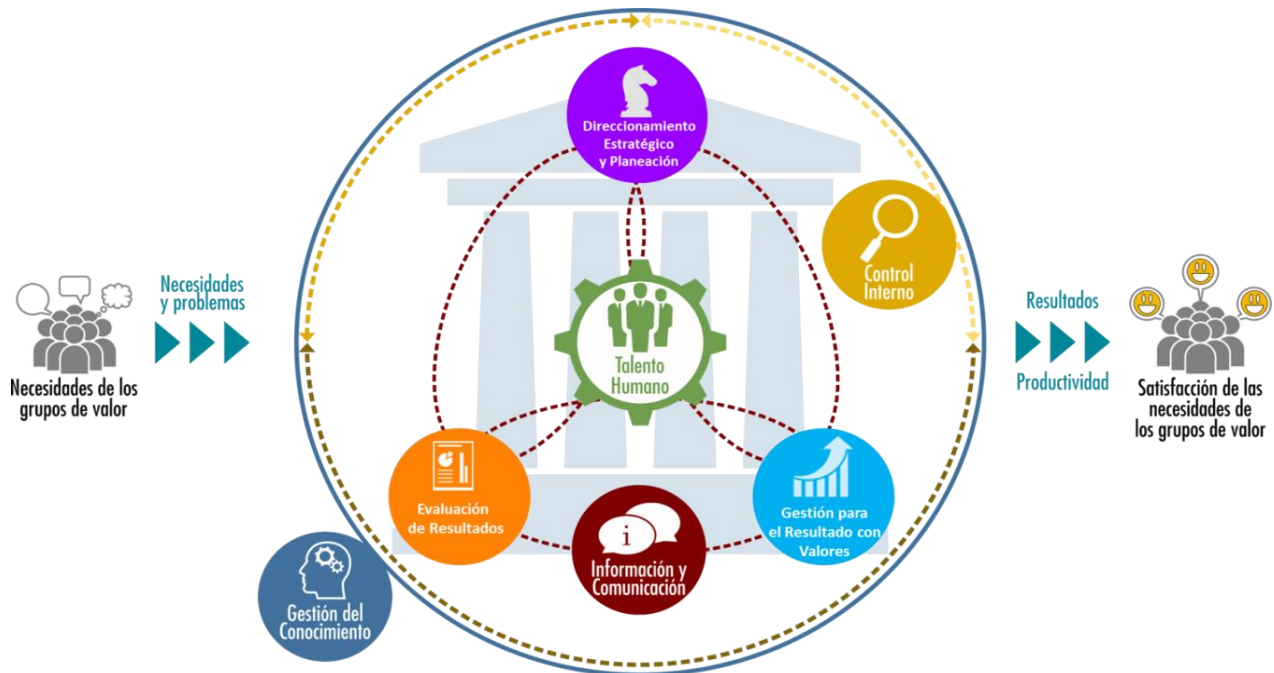 Necesidades de los
grupos de valor
Necesidades
y problemas
Direccionamiento
Estratégico
y Planeación
Control
Interno
Talento
Humano
Evaluación
de Resultados
i
Información y
Comunicación
Gestión para
el Resultado con
Valores
Gestión del
Conocimiento
Resultados
Productividad
Satisfacción de las
necesidades de
los grupos de valor